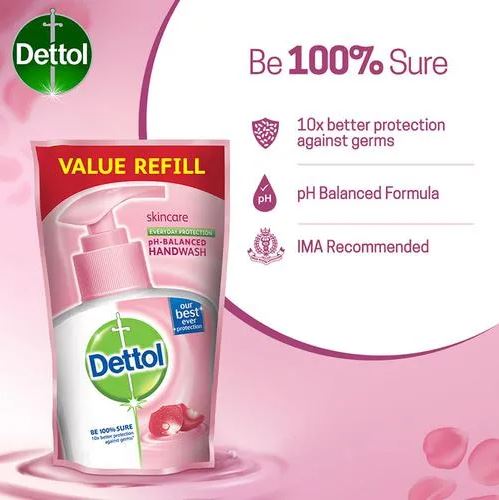 Dettol
Be 100% Sure
10x better protection
against germs
pH
pH Balanced Formula
IMA Recommended
VALUE REFILL
skincare
EVERYDAY PROTECTION
pH-BALANCED
HANDWASH
our
best
ever
protection
Dettol
BE 100% SURE
10x better protection
against germs*